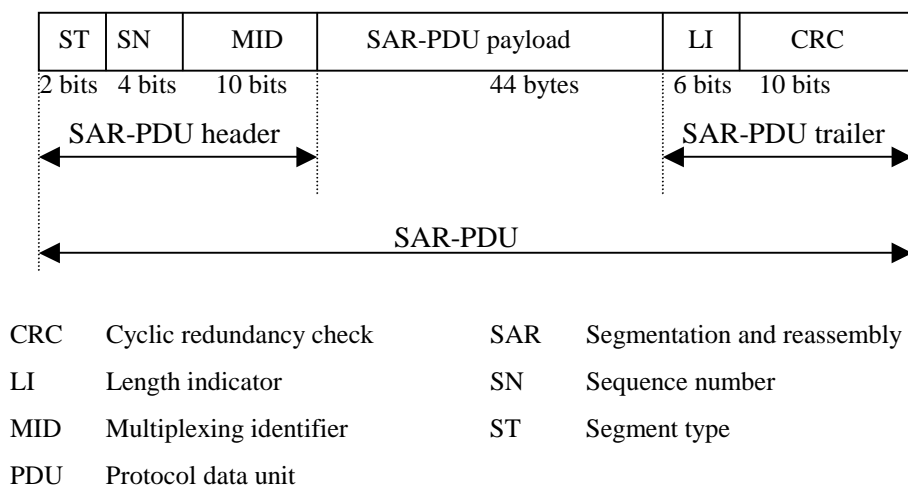 ST SN MID SAR-PDU payload LI CRC
2 bits 4 bits 10 bits 44 bytes 6 bits 10 bits
SAR-PDU header SAR-PDU trailer
SAR-PDU
CRC Cyclic redundancy check SAR Segmentation and reassembly
LI Length indicator SN Sequence number
MID Multiplexing identifier ST Segment type
PDU Protocol data unit